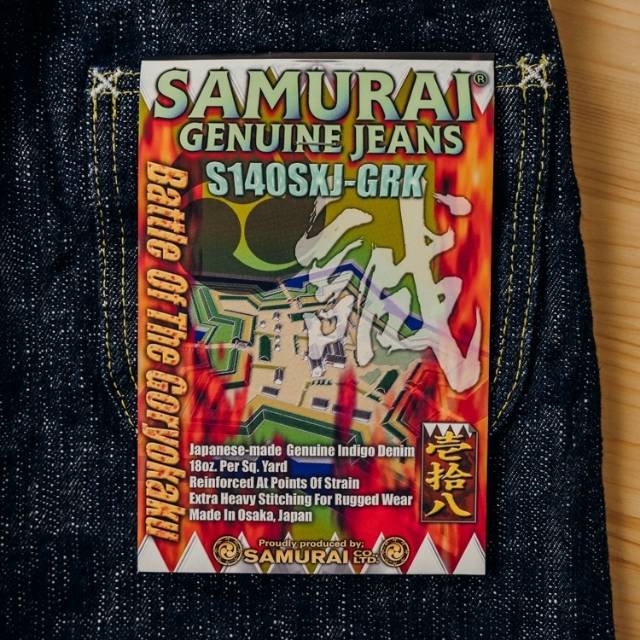 SAMURAI®
GENUINE JEANS
S140SXJ-GRK
Battle Of The Goryokaku
誠
Japanese-made Genuine Indigo Denim
18oz. Per Sq. Yard
Reinforced At Points Of Strain
Extra Heavy Stitching For Rugged Wear
Made In Osaka, Japan
壱拾八
Proudly produced by;
SAMURAI CO., LTD.